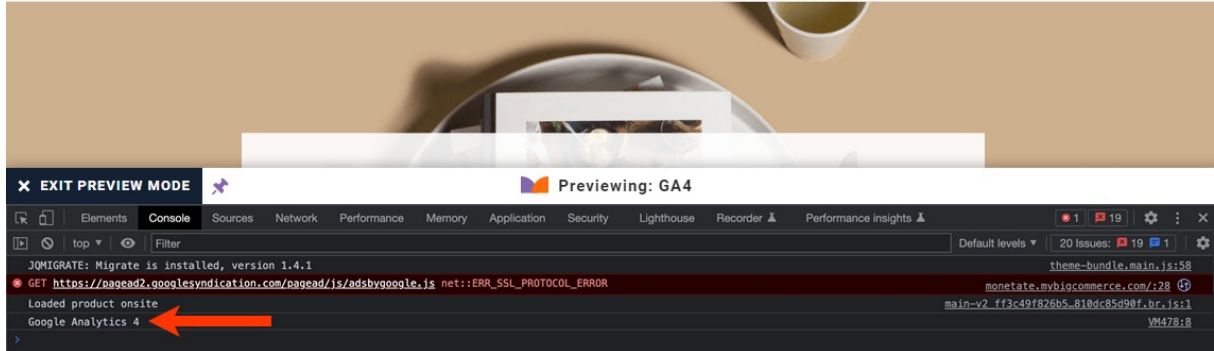 EXIT PREVIEW MODE Previewing: GA4
Elements Console Sources Network Performance Memory Application Security Lighthouse Recorder Performance insights 1 19
top Filter Default levels 20 Issues: 19 1
JQMIGRATE: Migrate is installed, version 1.4.1 theme-bundle.main.js:58
GET https://pagead2.googlesyndication.com/pagead/js/adsbygoogle.js net::ERR_SSL_PROTOCOL_ERROR monetate.mybigcommerce.com/:28
Loaded product onsite main-v2_ff3c49f826b5…810dc85d90f.br.js:1
Google Analytics 4 VM478:8